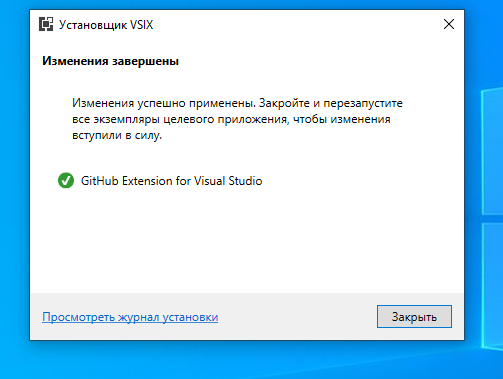 Установщик VSIX
Изменения завершены
Изменения успешно применены. Закройте и перезапустите
все экземпляры целевого приложения, чтобы изменения
вступили в силу.
GitHub Extension for Visual Studio
Просмотреть журнал установки
Закрыть